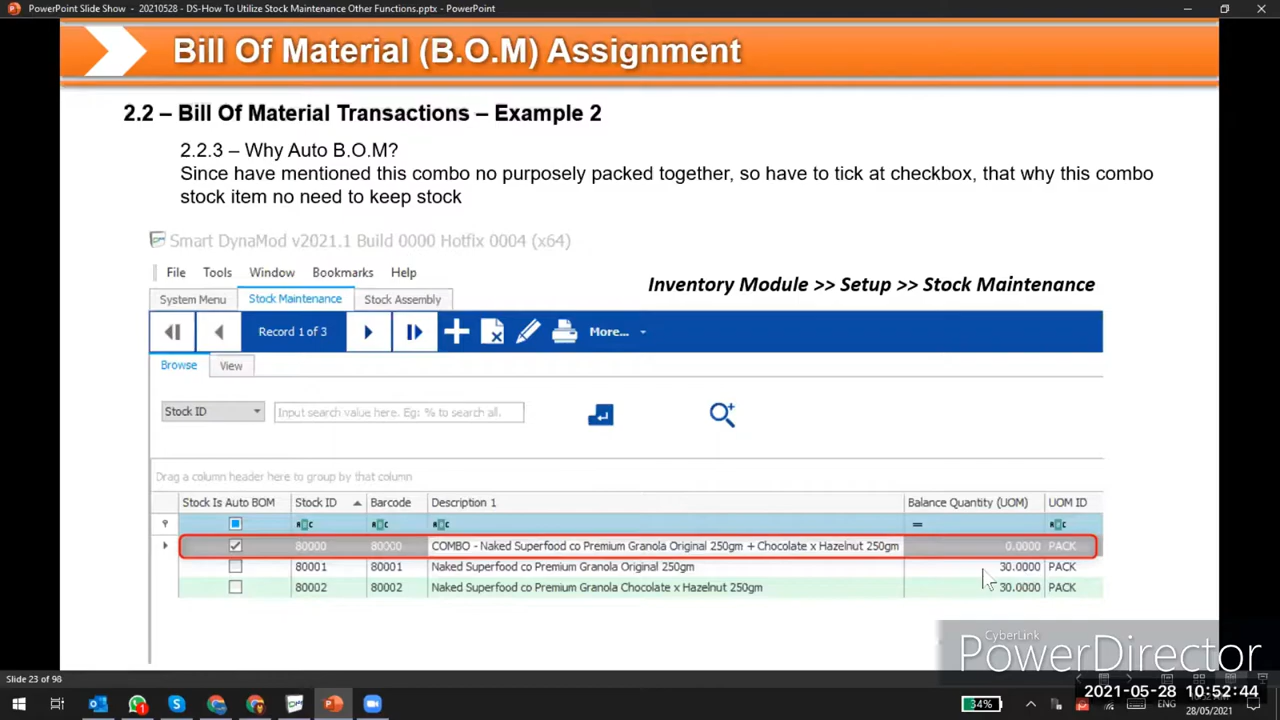 PowerPoint Slide Show - 20210528 - DS-How To Utilize Stock Maintenance Other Functions.pptx - PowerPoint
Bill Of Material (B.O.M) Assignment
2.2 – Bill Of Material Transactions – Example 2
2.2.3 – Why Auto B.O.M?
Since have mentioned this combo no purposely packed together, so have to tick at checkbox, that why this combo
stock item no need to keep stock
Smart DynaMod v2021.1 Build 0000 Hotfix 0004 (x64)
File Tools Window Bookmarks Help
Inventory Module >> Setup >> Stock Maintenance
System Menu Stock Maintenance Stock Assembly
Record 1 of 3 More...
Browse View
Stock ID Input search value here. Eg: % to search all.
Drag a column header here to group by that column
Stock Is Auto BOM Stock ID Barcode Description 1 Balance Quantity (UOM) UOM ID
=
80000 80000 COMBO - Naked Superfood co Premium Granola Original 250gm + Chocolate x Hazelnut 250gm 0.0000 PACK
80001 80001 Naked Superfood co Premium Granola Original 250gm 30.0000 PACK
80002 80002 Naked Superfood co Premium Granola Chocolate x Hazelnut 250gm 30.0000 PACK
CyberLink
PowerDirector
Slide 23 of 98
2021-05-28 10:52:44
34% ENG 28/05/2021